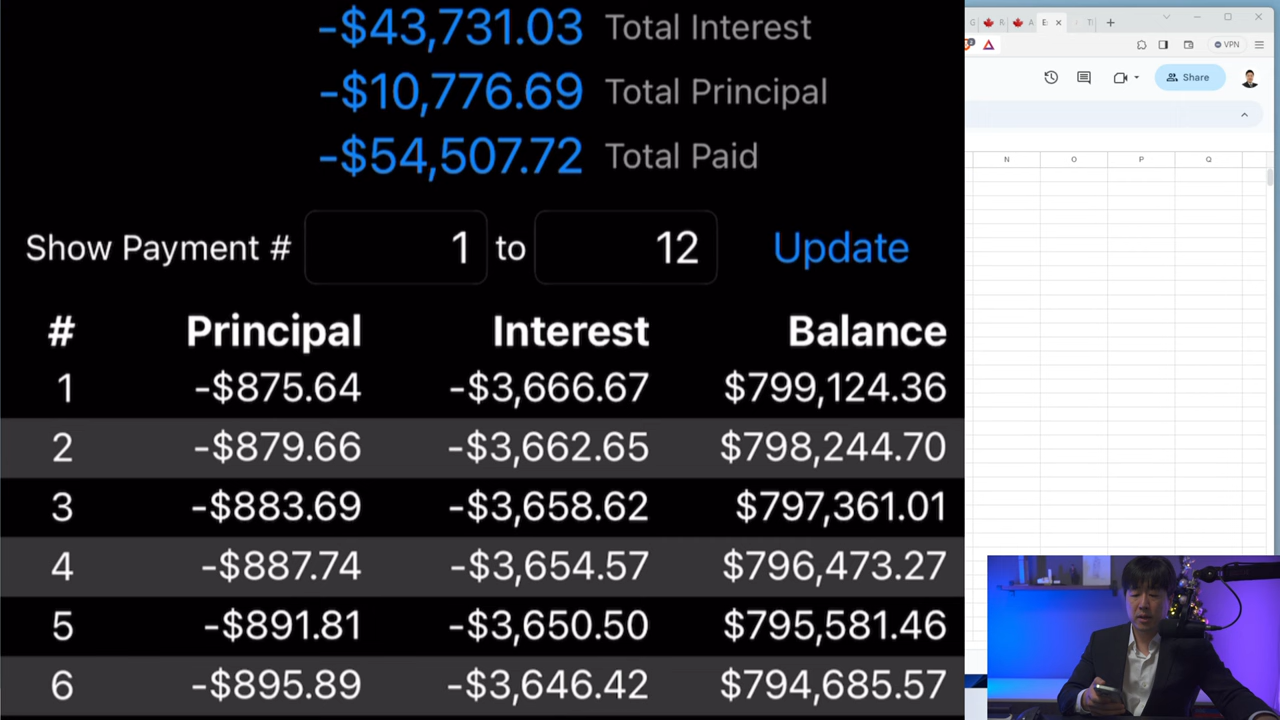 -$43,731.03 Total Interest
-$10,776.69 Total Principal
-$54,507.72 Total Paid
Show Payment # 1 to 12 Update
# Principal Interest Balance
1 -$875.64 -$3,666.67 $799,124.36
2 -$879.66 -$3,662.65 $798,244.70
3 -$883.69 -$3,658.62 $797,361.01
4 -$887.74 -$3,654.57 $796,473.27
5 -$891.81 -$3,650.50 $795,581.46
6 -$895.89 -$3,646.42 $794,685.57
VPN
Share
N O P Q